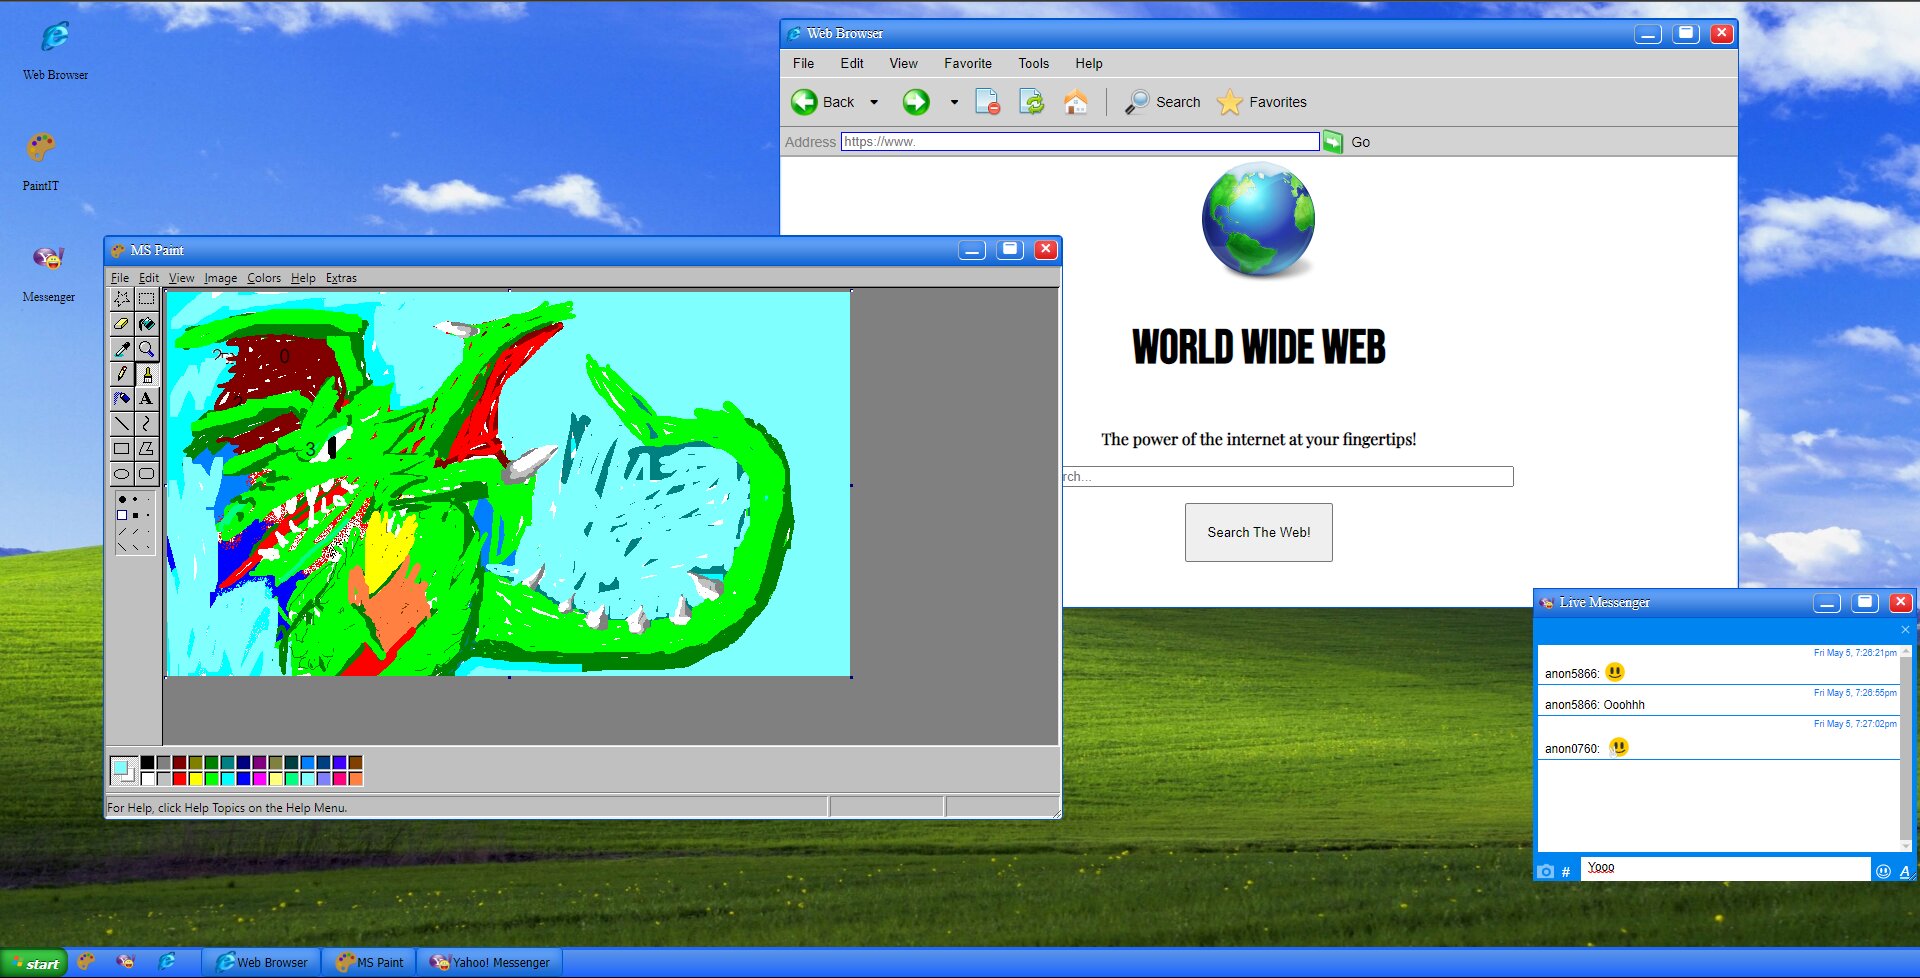 Web Browser
PaintIT
Messenger
Web Browser
File Edit View Favorite Tools Help
Back Search Favorites
Address https://www. Go
WORLD WIDE WEB
The power of the internet at your fingertips!
rch...
Search The Web!
MS Paint
File Edit View Image Colors Help Extras
0
3
A
For Help, click Help Topics on the Help Menu.
Live Messenger
Fri May 5, 7:26:21pm
anon5866:
Fri May 5, 7:26:55pm
anon5866: Ooohhh
Fri May 5, 7:27:02pm
anon0760:
# Yooo A
start Web Browser MS Paint Yahoo! Messenger